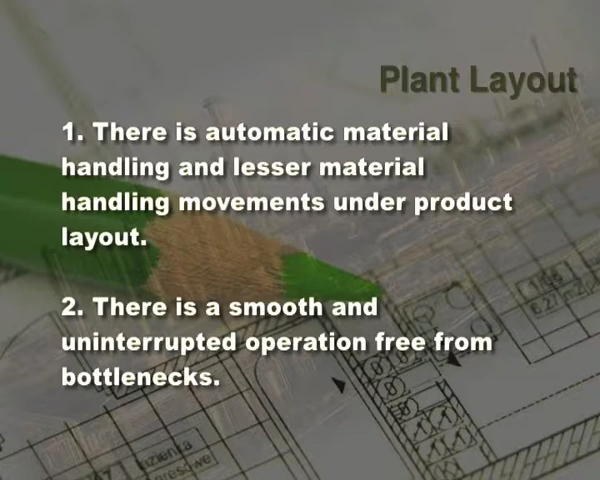 Plant Layout
1. There is automatic material
handling and lesser material
handling movements under product
layout.
2. There is a smooth and
uninterrupted operation free from
bottlenecks.